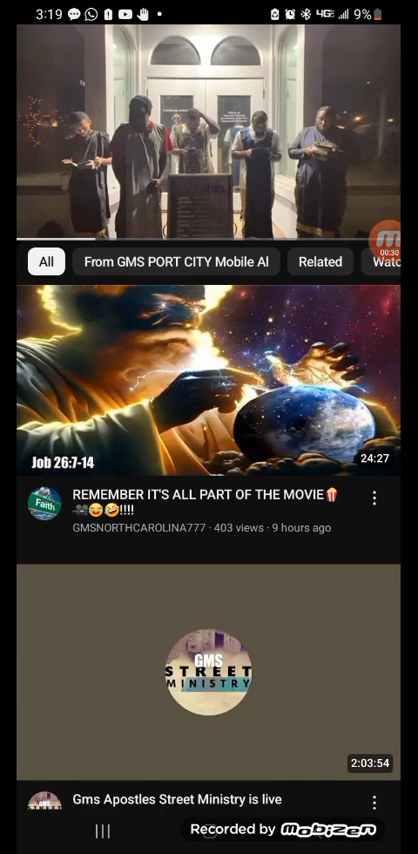 3:19
4G
9%
00:30
All
From GMS PORT CITY Mobile Al
Related
Watc
Job 26:7-14
24:27
Faith
REMEMBER IT'S ALL PART OF THE MOVIE🍿
🎥😂🤣!!!!
GMSNORTHCAROLINA777 · 403 views · 9 hours ago
GMS
STREET
MINISTRY
2:03:54
Gms Apostles Street Ministry is live
Recorded by Mobizen